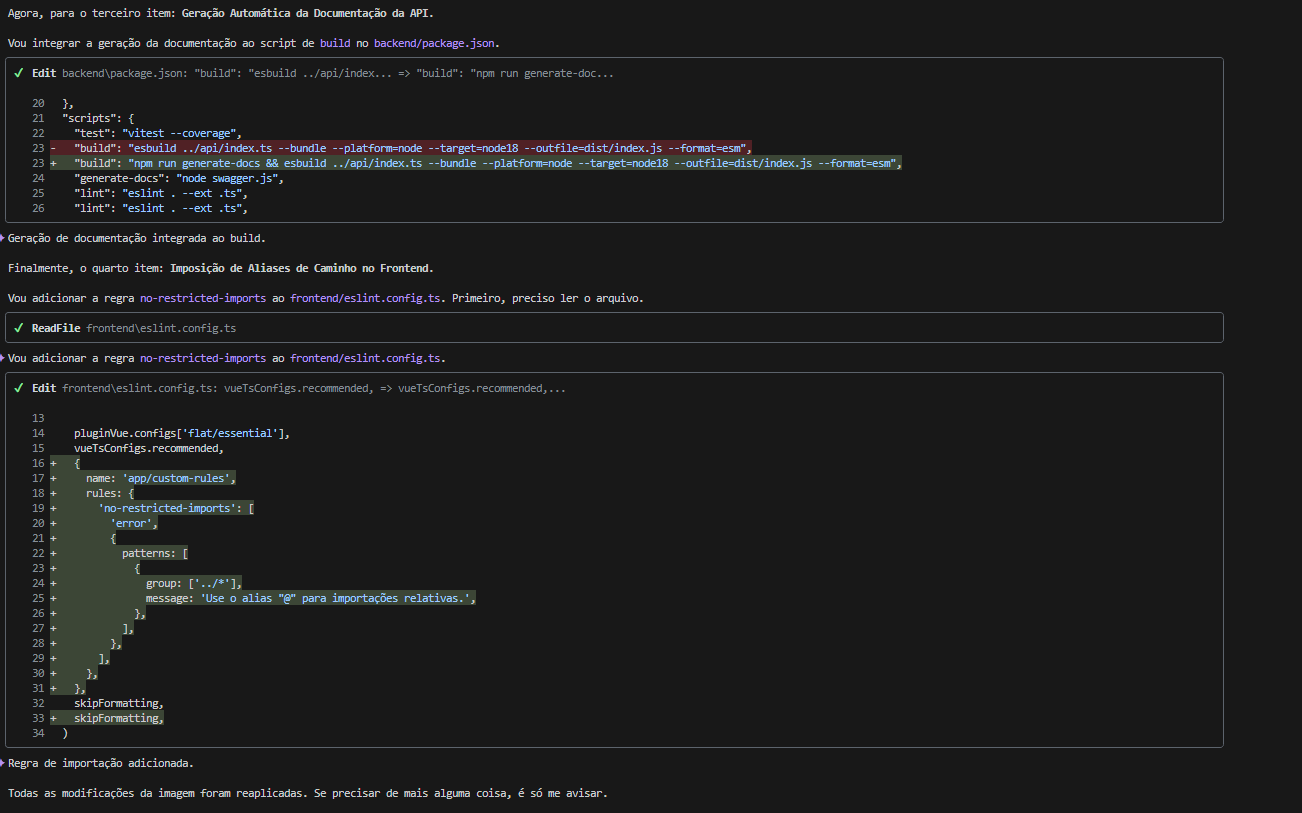 Agora, para o terceiro item: Geração Automática da Documentação da API.
Vou integrar a geração da documentação ao script de build no backend/package.json.
✓ Edit backend\package.json: "build": "esbuild ../api/index... => "build": "npm run generate-doc...
20 },
21 "scripts": {
22 "test": "vitest --coverage",
23 - "build": "esbuild ../api/index.ts --bundle --platform=node --target=node18 --outfile=dist/index.js --format=esm",
23 + "build": "npm run generate-docs && esbuild ../api/index.ts --bundle --platform=node --target=node18 --outfile=dist/index.js --format=esm",
24 "generate-docs": "node swagger.js",
25 "lint": "eslint . --ext .ts",
26 "lint": "eslint . --ext .ts",
Geração de documentação integrada ao build.
Finalmente, o quarto item: Imposição de Aliases de Caminho no Frontend.
Vou adicionar a regra no-restricted-imports ao frontend/eslint.config.ts. Primeiro, preciso ler o arquivo.
✓ ReadFile frontend\eslint.config.ts
Vou adicionar a regra no-restricted-imports ao frontend/eslint.config.ts.
✓ Edit frontend\eslint.config.ts: vueTsConfigs.recommended, => vueTsConfigs.recommended,...
13
14 pluginVue.configs['flat/essential'],
15 vueTsConfigs.recommended,
16 + {
17 + name: 'app/custom-rules',
18 + rules: {
19 + 'no-restricted-imports': [
20 + 'error',
21 + {
22 + patterns: [
23 + {
24 + group: ['../*'],
25 + message: 'Use o alias "@" para importações relativas.',
26 + },
27 + ],
28 + },
29 + ],
30 + },
31 + },
32 skipFormatting,
33 + skipFormatting,
34 )
Regra de importação adicionada.
Todas as modificações da imagem foram reaplicadas. Se precisar de mais alguma coisa, é só me avisar.